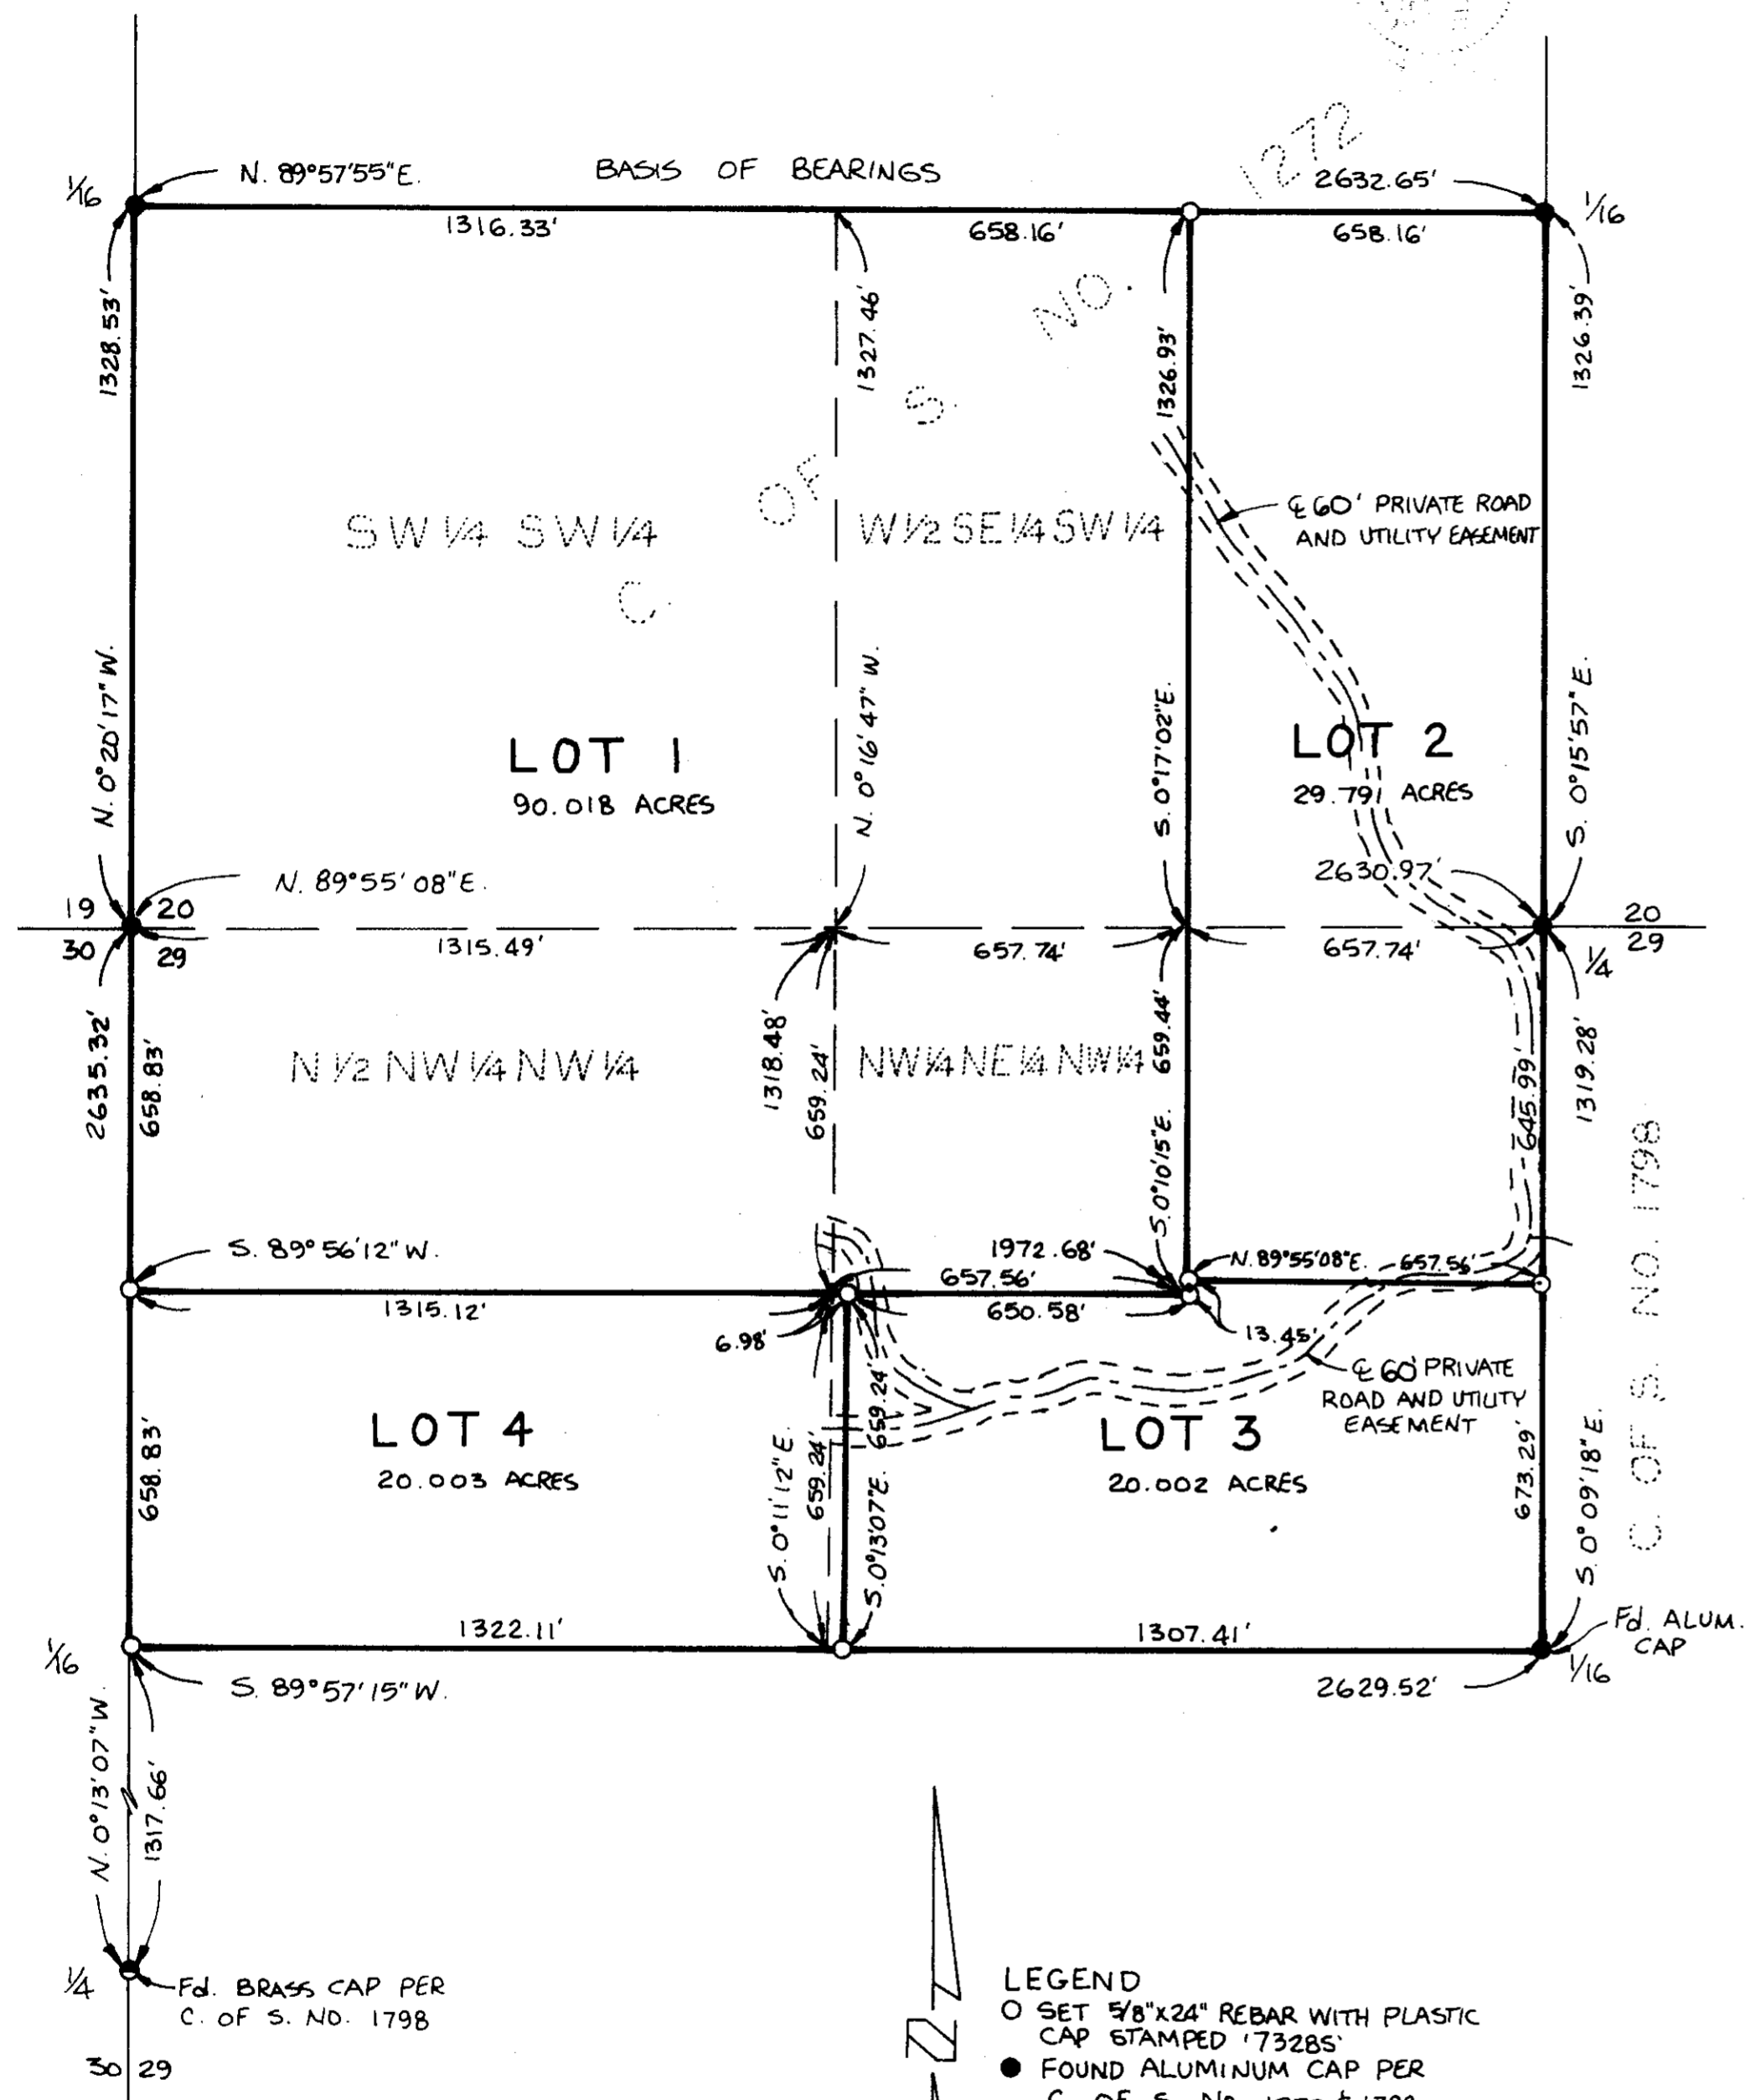 1/16
N. 89°57'55"E.
BASIS OF BEARINGS
2632.65'
1/16
1316.33'
658.16'
658.16'
1272
1328.53'
1327.46'
NO.
1326.93'
1326.39'
S.
OF
C.
SW 1/4 SW 1/4
W 1/2 SE 1/4 SW 1/4
℄ 60' PRIVATE ROAD
AND UTILITY EASEMENT
N. 0°20'17" W.
N. 0°16'47" W.
S. 0°17'02"E.
S. 0°15'57" E.
LOT 1
90.018 ACRES
LOT 2
29.791 ACRES
N. 89°55'08"E.
2630.97'
19 20
30 29
20
29
1/4
1315.49'
657.74'
657.74'
2635.32'
658.83'
1318.48'
659.24'
659.44'
645.99'
1319.28'
N 1/2 NW 1/4 NW 1/4
NW 1/4 NE 1/4 NW 1/4
C. OF S. NO. 1798
S. 0°10'15"E.
S. 89°56'12" W.
1972.68'
N. 89°55'08"E.
657.56'
657.56'
1315.12'
650.58'
6.98'
13.45'
℄ 60' PRIVATE
ROAD AND UTILITY
EASEMENT
LOT 4
20.003 ACRES
LOT 3
20.002 ACRES
658.83'
S. 0°11'12" E.
659.24'
659.24'
S. 0°13'07"E.
673.29'
S. 0°09'18" E.
1322.11'
1307.41'
Fd. ALUM.
CAP
1/16
1/16
S. 89°57'15" W.
2629.52'
N. 0°13'07" W.
1317.66'
1/4
Fd. BRASS CAP PER
C. OF S. NO. 1798
30 29
N
LEGEND
○ SET 5/8"X24" REBAR WITH PLASTIC
CAP STAMPED '7328S'
● FOUND ALUMINUM CAP PER
C. OF S. NO.